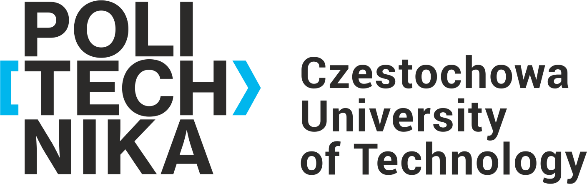 POLI
[TECH>
NIKA
Czestochowa
University
of Technology